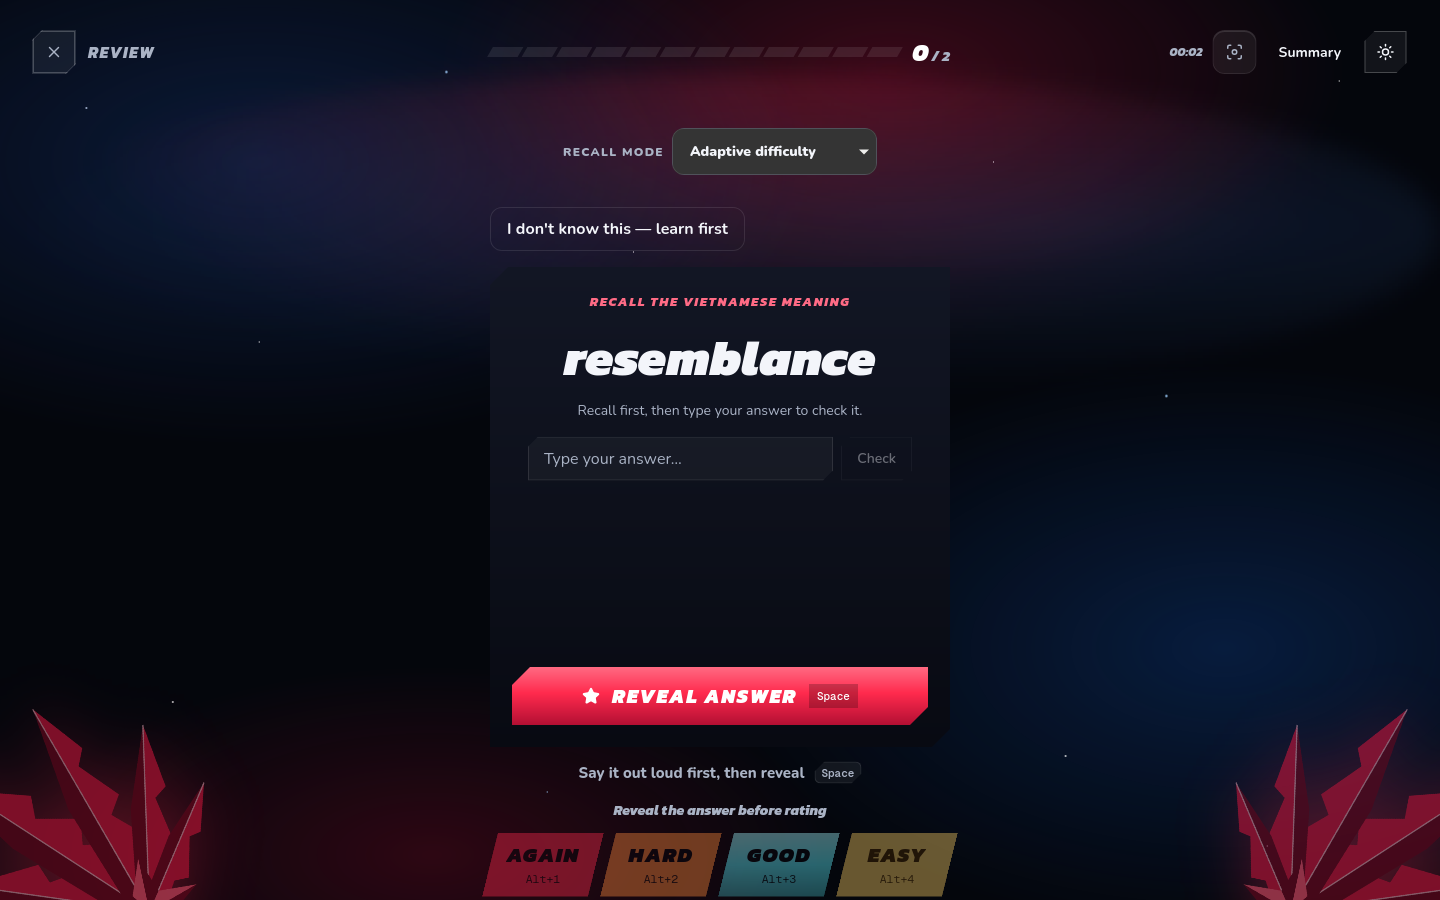 REVIEW
0 / 2
00:02
Summary
RECALL MODE
Adaptive difficulty
I don't know this — learn first
RECALL THE VIETNAMESE MEANING
resemblance
Recall first, then type your answer to check it.
Type your answer...
Check
REVEAL ANSWER Space
Say it out loud first, then reveal Space
Reveal the answer before rating
AGAIN HARD GOOD EASY
Alt+1 Alt+2 Alt+3 Alt+4